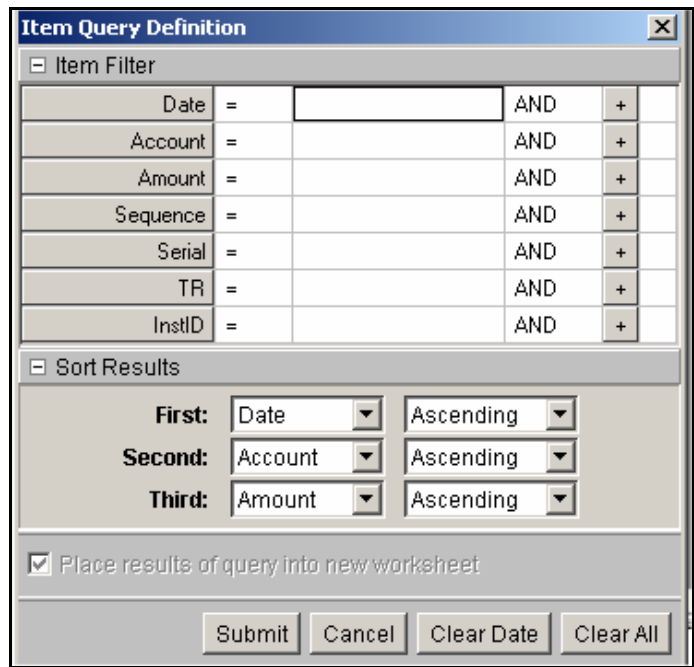 Item Query Definition
Item Filter
Date = AND +
Account = AND +
Amount = AND +
Sequence = AND +
Serial = AND +
TR = AND +
InstID = AND +
Sort Results
First: Date Ascending
Second: Account Ascending
Third: Amount Ascending
Place results of query into new worksheet
Submit Cancel Clear Date Clear All